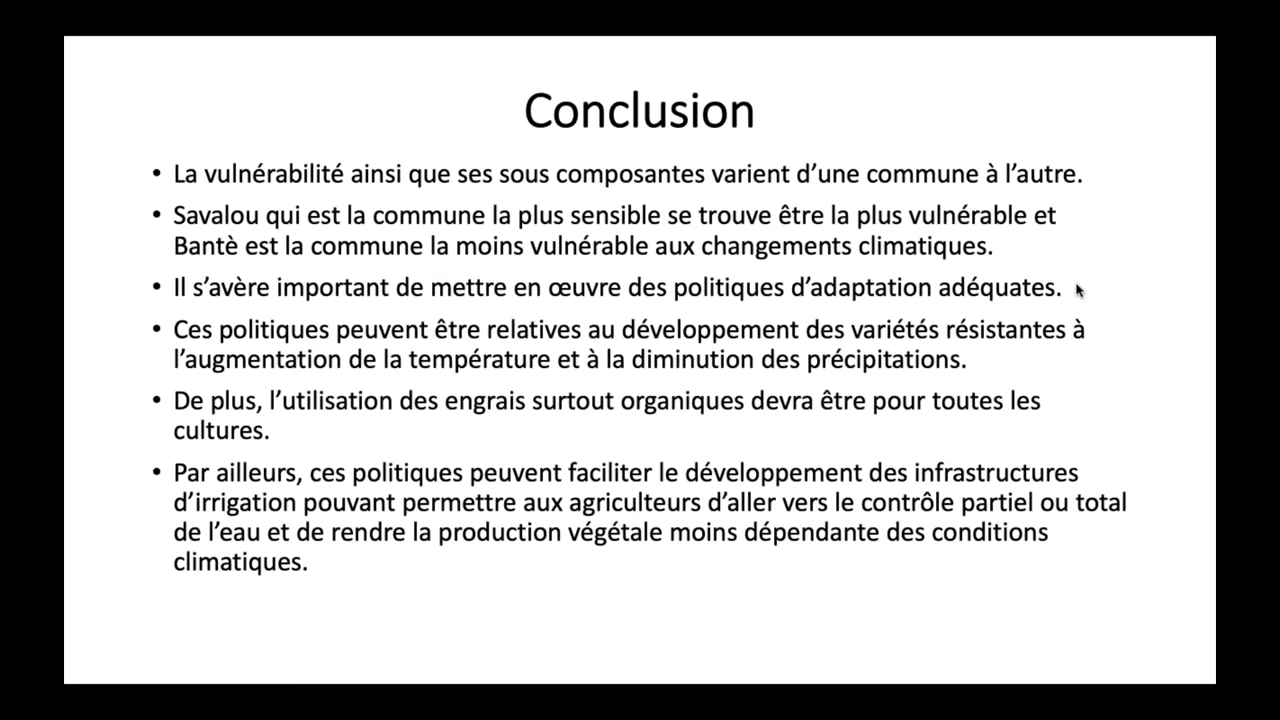 Conclusion
• La vulnérabilité ainsi que ses sous composantes varient d’une commune à l’autre.
• Savalou qui est la commune la plus sensible se trouve être la plus vulnérable et
Bantè est la commune la moins vulnérable aux changements climatiques.
• Il s’avère important de mettre en œuvre des politiques d’adaptation adéquates.
• Ces politiques peuvent être relatives au développement des variétés résistantes à
l’augmentation de la température et à la diminution des précipitations.
• De plus, l’utilisation des engrais surtout organiques devra être pour toutes les
cultures.
• Par ailleurs, ces politiques peuvent faciliter le développement des infrastructures
d’irrigation pouvant permettre aux agriculteurs d’aller vers le contrôle partiel ou total
de l’eau et de rendre la production végétale moins dépendante des conditions
climatiques.